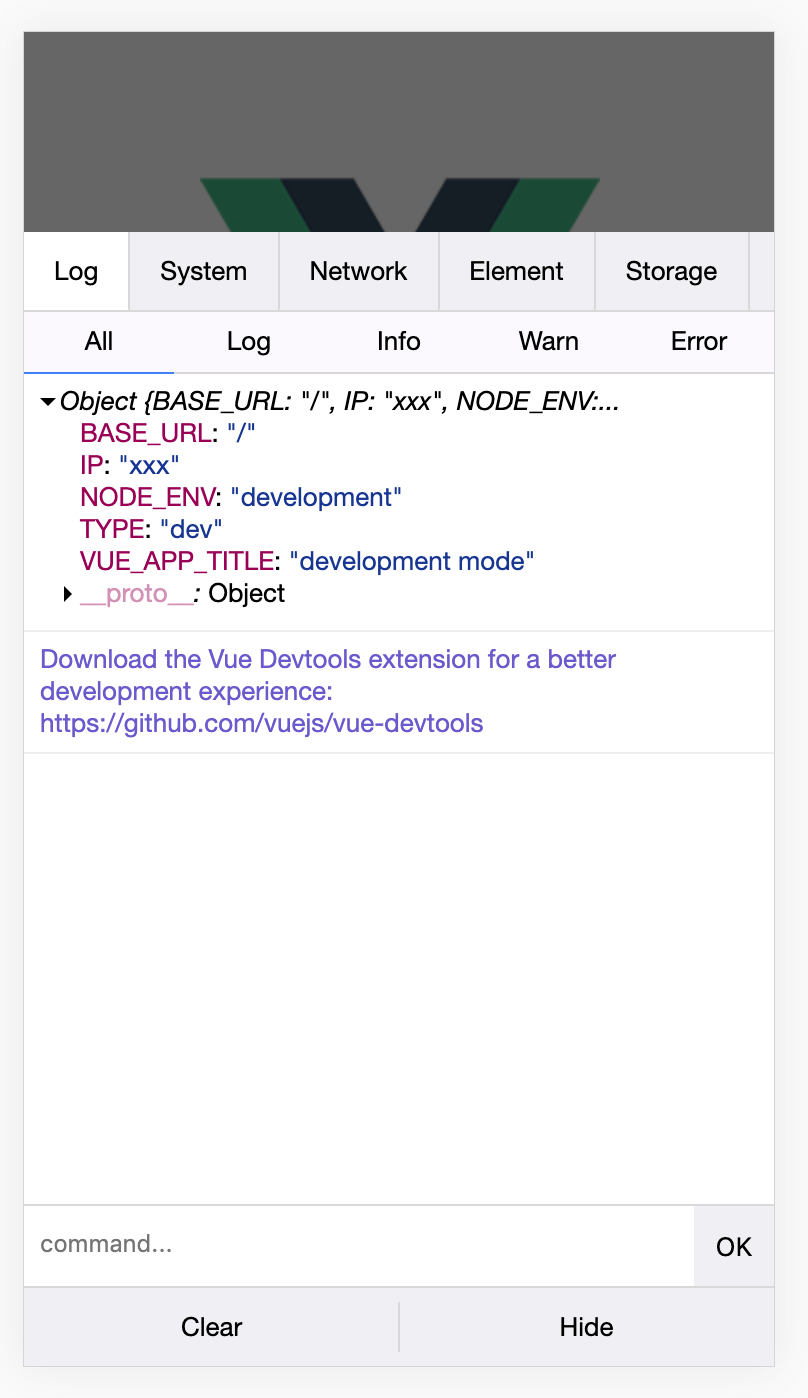 Log System Network Element Storage
All Log Info Warn Error
Object {BASE_URL: "/", IP: "xxx", NODE_ENV:...
BASE_URL: "/"
IP: "xxx"
NODE_ENV: "development"
TYPE: "dev"
VUE_APP_TITLE: "development mode"
__proto__: Object
Download the Vue Devtools extension for a better
development experience:
https://github.com/vuejs/vue-devtools
command...
OK
Clear Hide